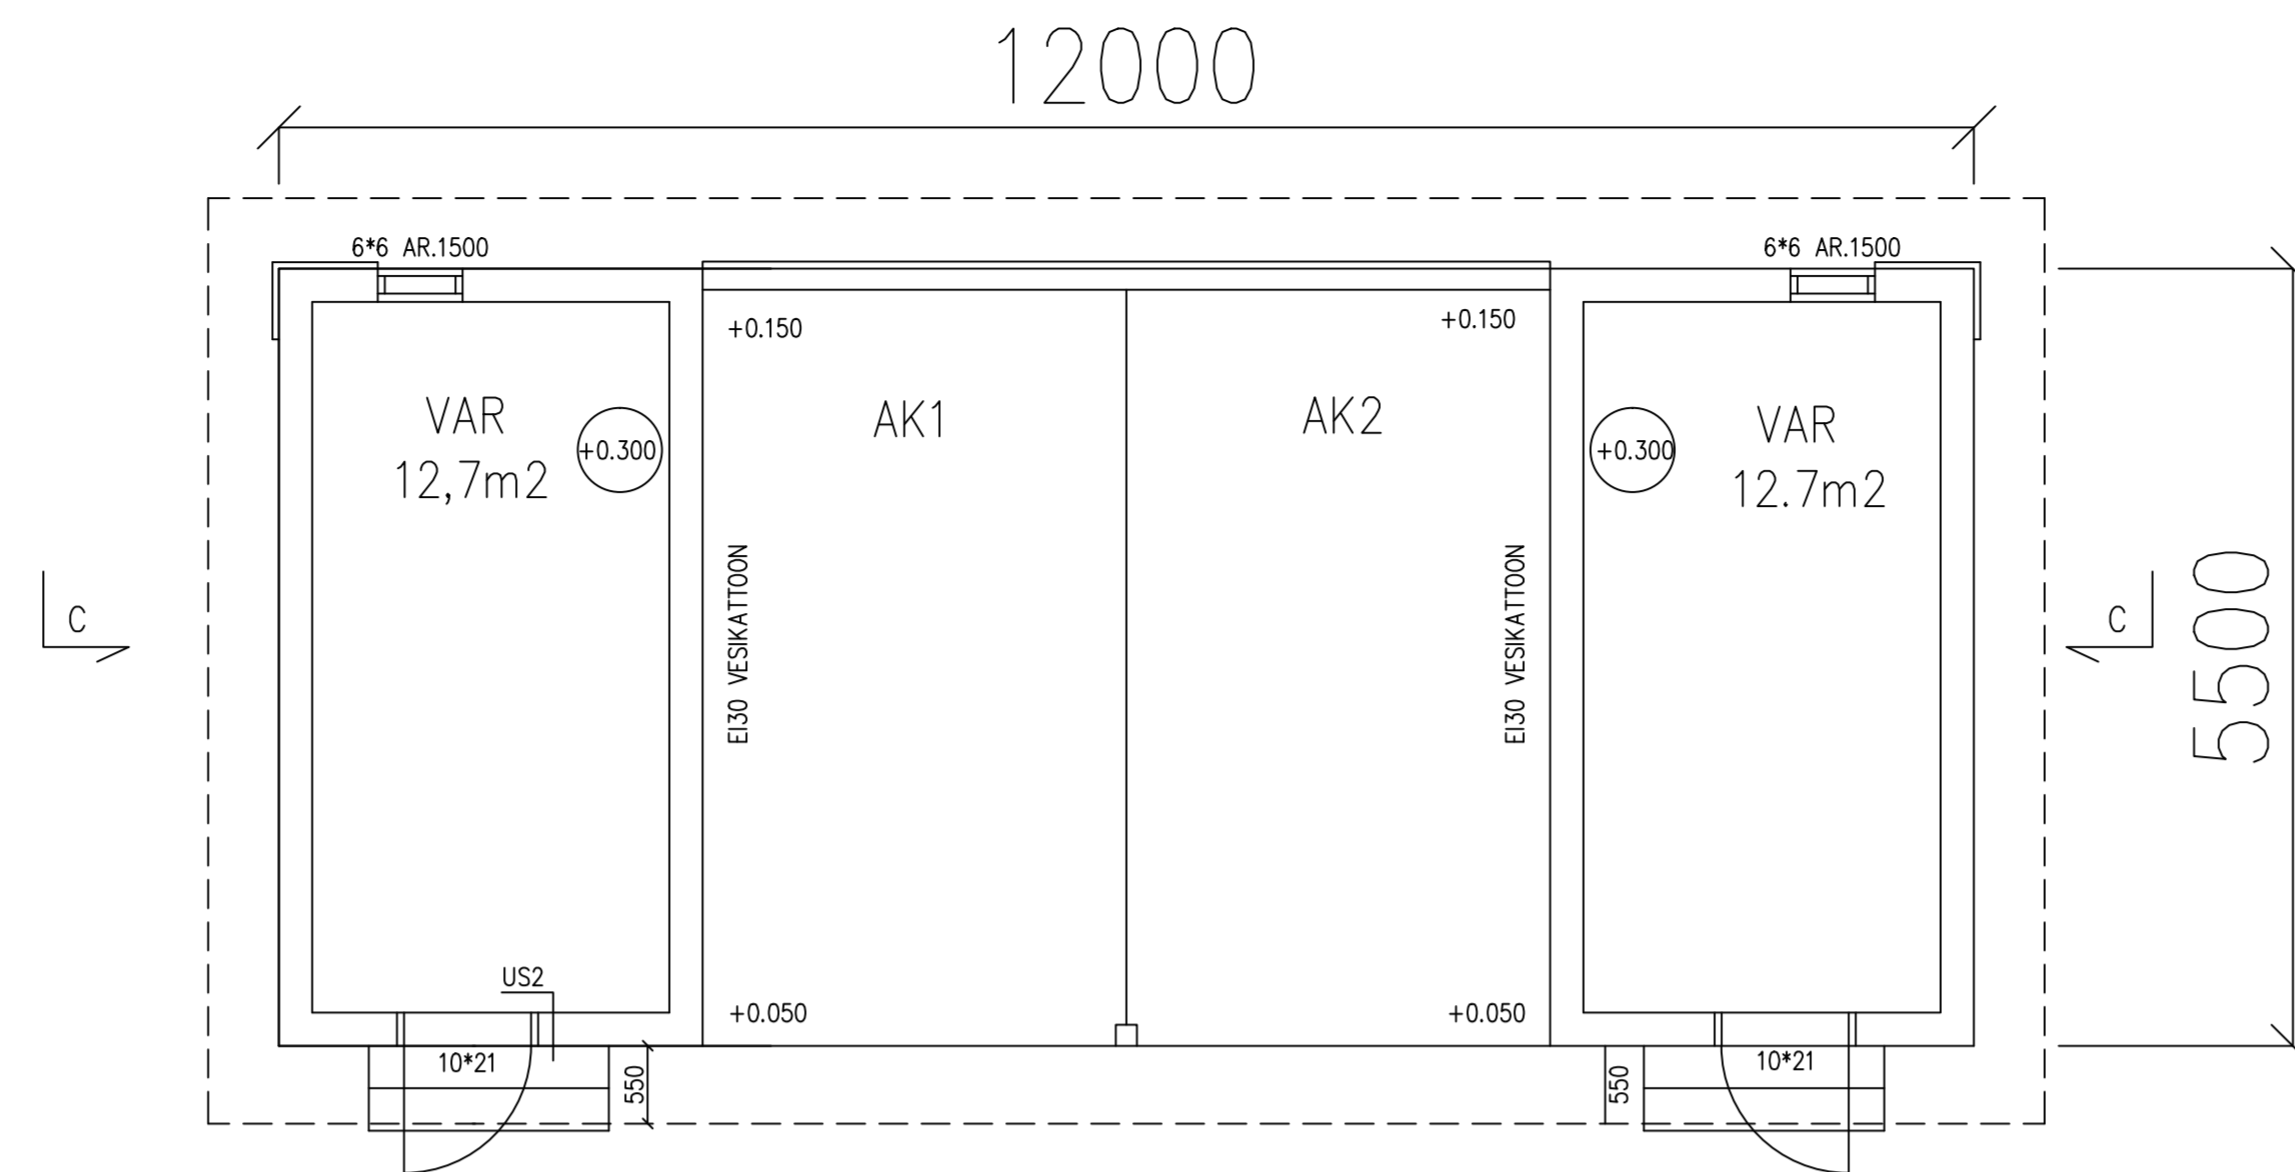 12000
6*6 AR.1500
6*6 AR.1500
+0.150
+0.150
VAR
12,7m2
+0.300
AK1
AK2
+0.300
VAR
12.7m2
EI30 VESIKATTOON
EI30 VESIKATTOON
C
C
5500
US2
+0.050
+0.050
10*21
550
550
10*21